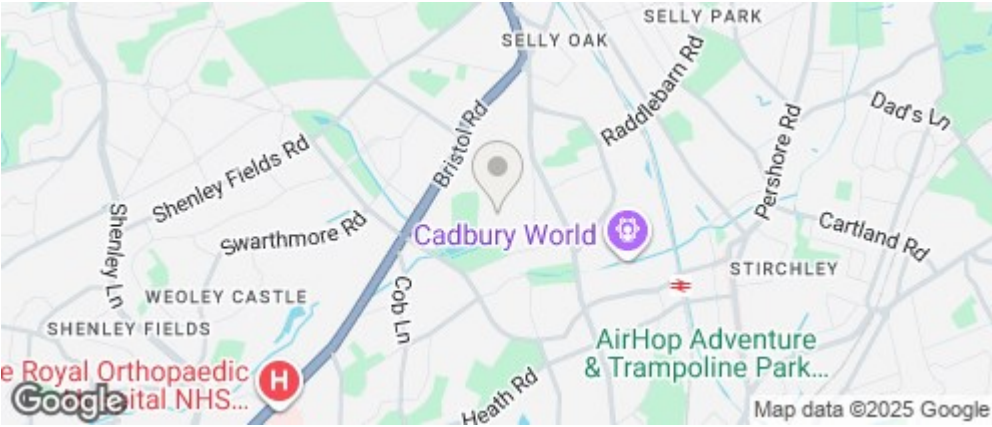 SELLY PARK
SELLY OAK
Raddlebarn Rd
Dad's Ln
Bristol Rd
Pershore Rd
Shenley Fields Rd
Swarthmore Rd
Cadbury World
Cartland Rd
Shenley Ln
STIRCHLEY
WEOLEY CASTLE
Cob Ln
SHENLEY FIELDS
AirHop Adventure
& Trampoline Park...
e Royal Orthopaedic
H
ital NHS...
Heath Rd
Google
Map data ©2025 Google